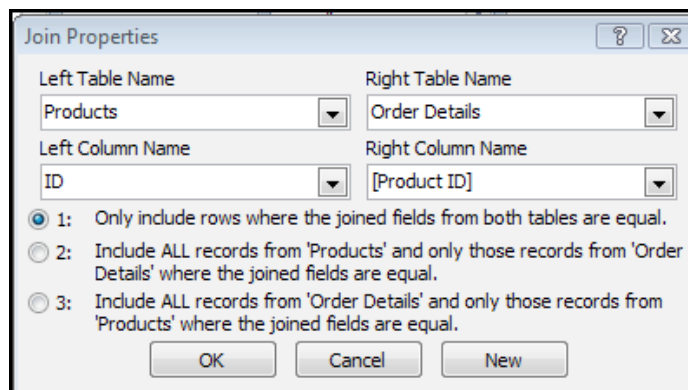 Join Properties
Left Table Name Right Table Name
Products Order Details
Left Column Name Right Column Name
ID [Product ID]
1: Only include rows where the joined fields from both tables are equal.
2: Include ALL records from 'Products' and only those records from 'Order
Details' where the joined fields are equal.
3: Include ALL records from 'Order Details' and only those records from
'Products' where the joined fields are equal.
OK Cancel New